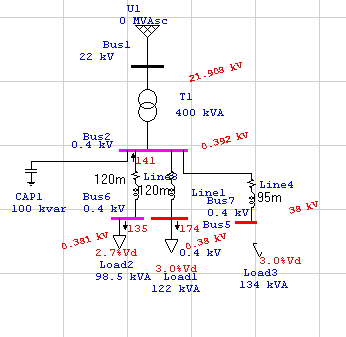 U1
0 MVAsc
Bus1
22 kV
21.908 kV
T1
400 kVA
0.392 kV
Bus2
0.4 kV
141
CAP1
100 kvar
120m
Line3
120m
Line1
Line4
95m
Bus6
0.4 kV
Bus7
0.4 kV
Bus5
38 kV
0.381 kV
135
174
0.38 kV
0.4 kV
2.7%Vd
Load2
98.5 kVA
3.0%Vd
Load1
122 kVA
3.0%Vd
Load3
134 kVA